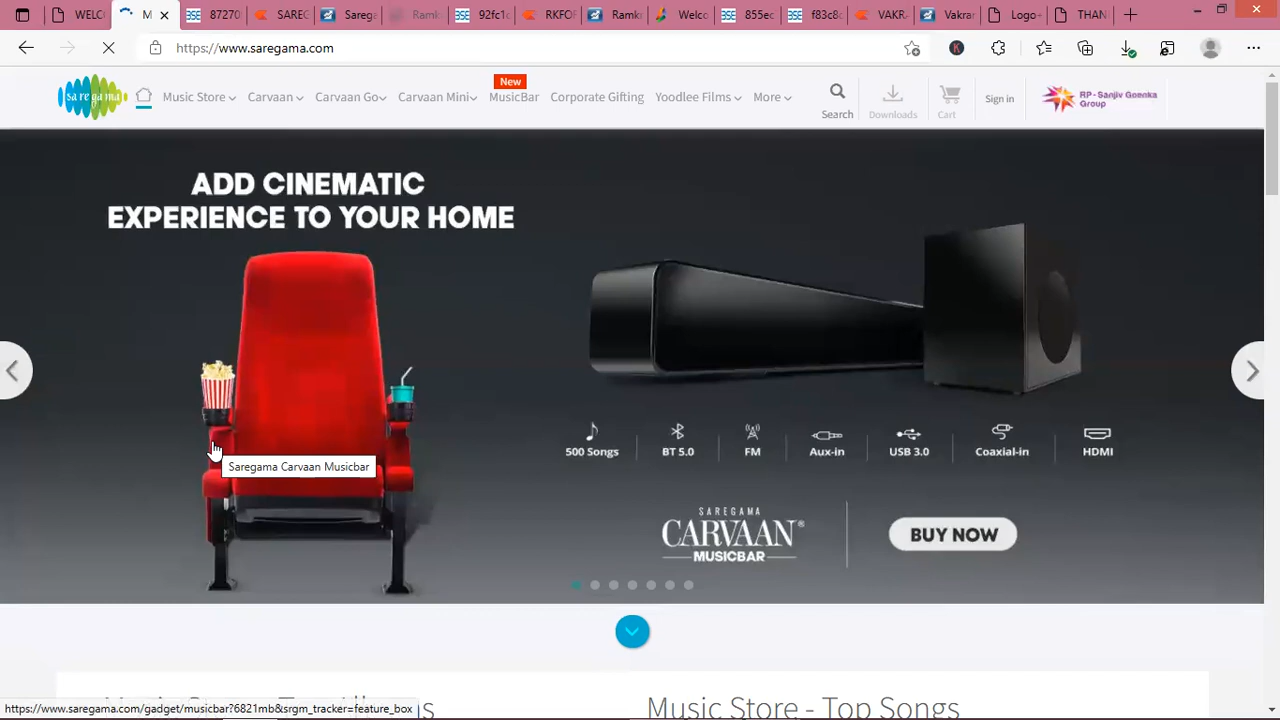 WELC
M
87270
SAREC
Sarega
Ramk
92fc1c
RKFOF
Ramkr
Welco
855ec
f83c8c
VAKRA
Vakran
Logo+
THAN
https://www.saregama.com
saregama
Music Store
Carvaan
Carvaan Go
Carvaan Mini
New
MusicBar
Corporate Gifting
Yoodlee Films
More
Search
Downloads
Cart
Sign in
RP - Sanjiv Goenka
Group
ADD CINEMATIC
EXPERIENCE TO YOUR HOME
Saregama Carvaan Musicbar
500 Songs
BT 5.0
FM
Aux-in
USB 3.0
Coaxial-in
HDMI
SAREGAMA
CARVAAN®
MUSICBAR
BUY NOW
Music Store - Top Songs
https://www.saregama.com/gadget/musicbar?6821mb&srgm_tracker=feature_box